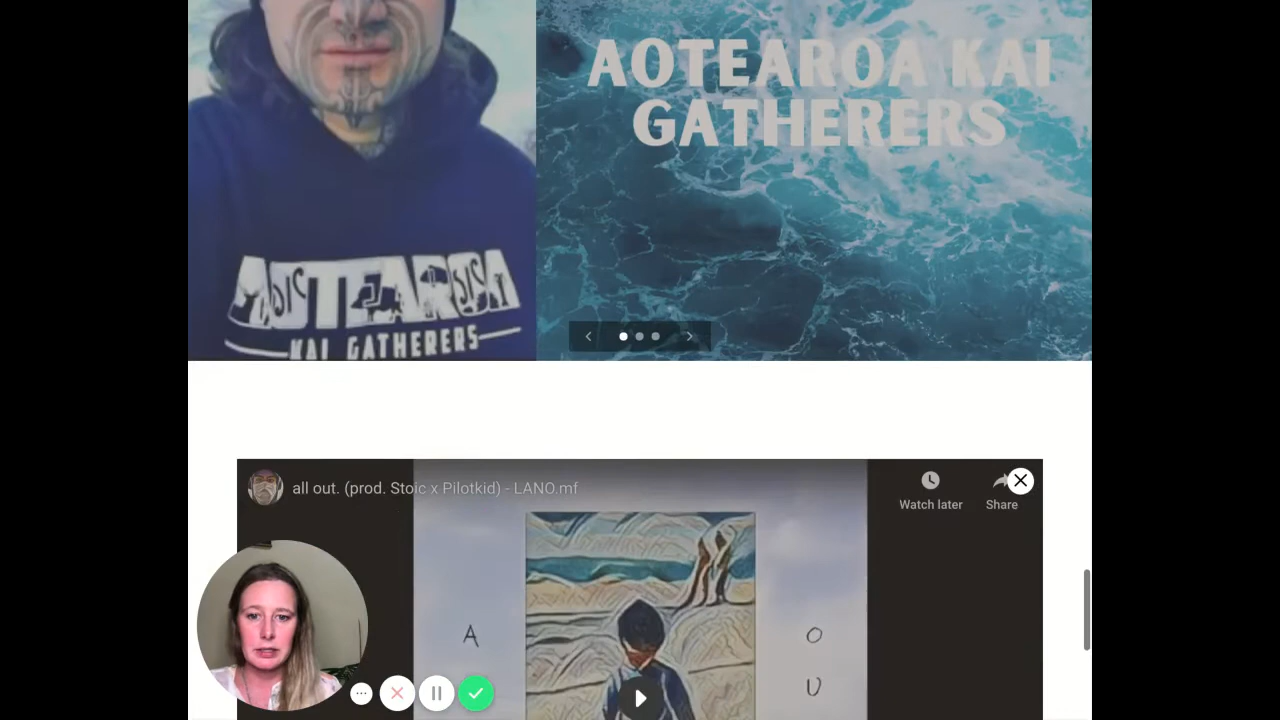 AOTEAROA KAI
GATHERERS
AOTEAROA
KAI GATHERERS
all out. (prod. Stoic x Pilotkid) - LANO.mf
Watch later
Share
A
O
U